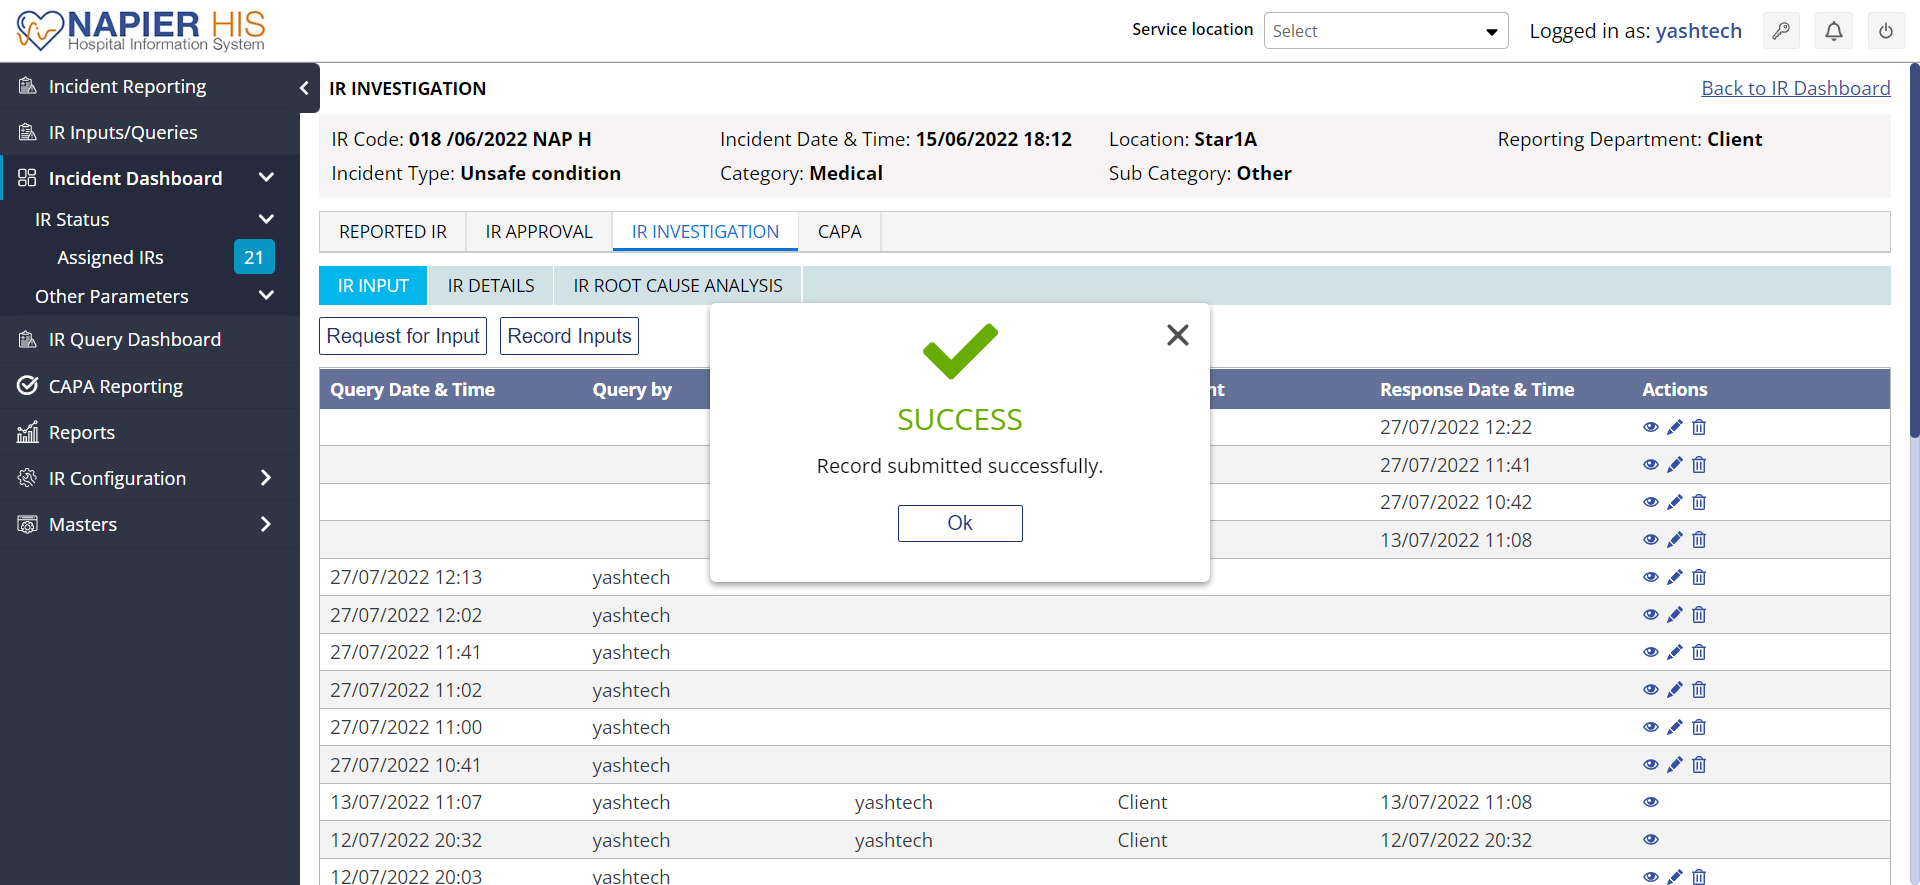 NAPIER HIS
Hospital Information System
Service location
Select
Logged in as: yashtech
Incident Reporting
IR Inputs/Queries
Incident Dashboard
IR Status
Assigned IRs 21
Other Parameters
IR Query Dashboard
CAPA Reporting
Reports
IR Configuration
Masters
IR INVESTIGATION
Back to IR Dashboard
IR Code: 018 /06/2022 NAP H Incident Date & Time: 15/06/2022 18:12 Location: Star1A Reporting Department: Client
Incident Type: Unsafe condition Category: Medical Sub Category: Other
REPORTED IR IR APPROVAL IR INVESTIGATION CAPA
IR INPUT IR DETAILS IR ROOT CAUSE ANALYSIS
Request for Input Record Inputs
SUCCESS
Record submitted successfully.
Ok
Query Date & Time Query by nt Response Date & Time Actions
27/07/2022 12:22
27/07/2022 11:41
27/07/2022 10:42
13/07/2022 11:08
27/07/2022 12:13 yashtech
27/07/2022 12:02 yashtech
27/07/2022 11:41 yashtech
27/07/2022 11:02 yashtech
27/07/2022 11:00 yashtech
27/07/2022 10:41 yashtech
13/07/2022 11:07 yashtech yashtech Client 13/07/2022 11:08
12/07/2022 20:32 yashtech yashtech Client 12/07/2022 20:32
12/07/2022 20:03 yashtech